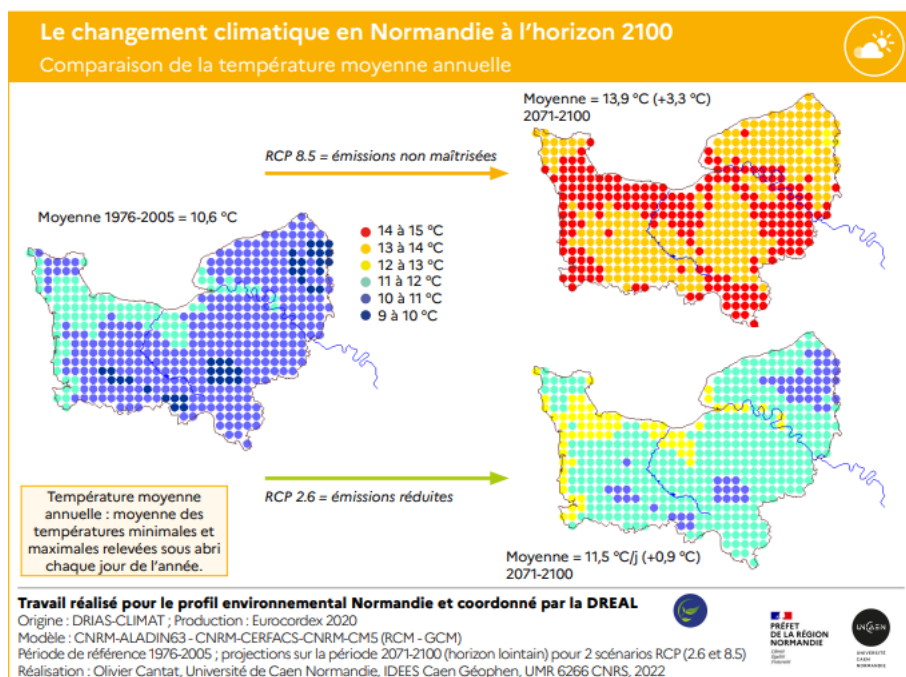 Le changement climatique en Normandie à l'horizon 2100
Comparaison de la température moyenne annuelle
Moyenne = 13,9 °C (+3,3 °C)
2071-2100
RCP 8.5 = émissions non maîtrisées
Moyenne 1976-2005 = 10,6 °C
14 à 15 °C
13 à 14 °C
12 à 13 °C
11 à 12 °C
10 à 11 °C
9 à 10 °C
RCP 2.6 = émissions réduites
Température moyenne
annuelle : moyenne des
températures minimales et
maximales relevées sous abri
chaque jour de l'année.
Moyenne = 11,5 °C/j (+0,9 °C)
2071-2100
Travail réalisé pour le profil environnemental Normandie et coordonné par la DREAL
Origine : DRIAS-CLIMAT ; Production : Eurocordex 2020
Modèle : CNRM-ALADIN63 - CNRM-CERFACS-CNRM-CM5 (RCM - GCM)
Période de référence 1976-2005 ; projections sur la période 2071-2100 (horizon lointain) pour 2 scénarios RCP (2.6 et 8.5)
Réalisation : Olivier Cantat, Université de Caen Normandie, IDEES Caen Géophen, UMR 6266 CNRS, 2022
PRÉFET
DE LA RÉGION
NORMANDIE
Liberté
Égalité
Fraternité
UNICAEN
UNIVERSITÉ
CAEN
NORMANDIE